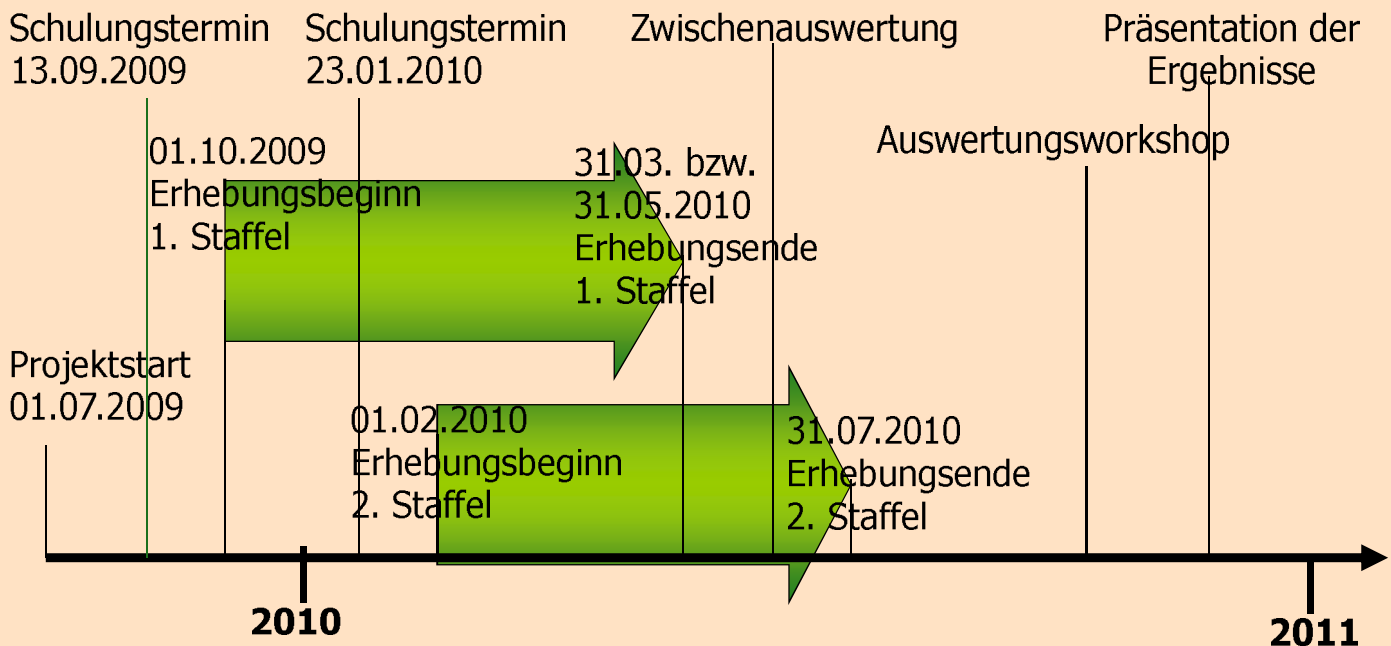 Schulungstermin
13.09.2009
Schulungstermin
23.01.2010
Zwischenauswertung
Präsentation der
Ergebnisse
Auswertungsworkshop
01.10.2009
Erhebungsbeginn
1. Staffel
31.03. bzw.
31.05.2010
Erhebungsende
1. Staffel
Projektstart
01.07.2009
01.02.2010
Erhebungsbeginn
2. Staffel
31.07.2010
Erhebungsende
2. Staffel
2010
2011